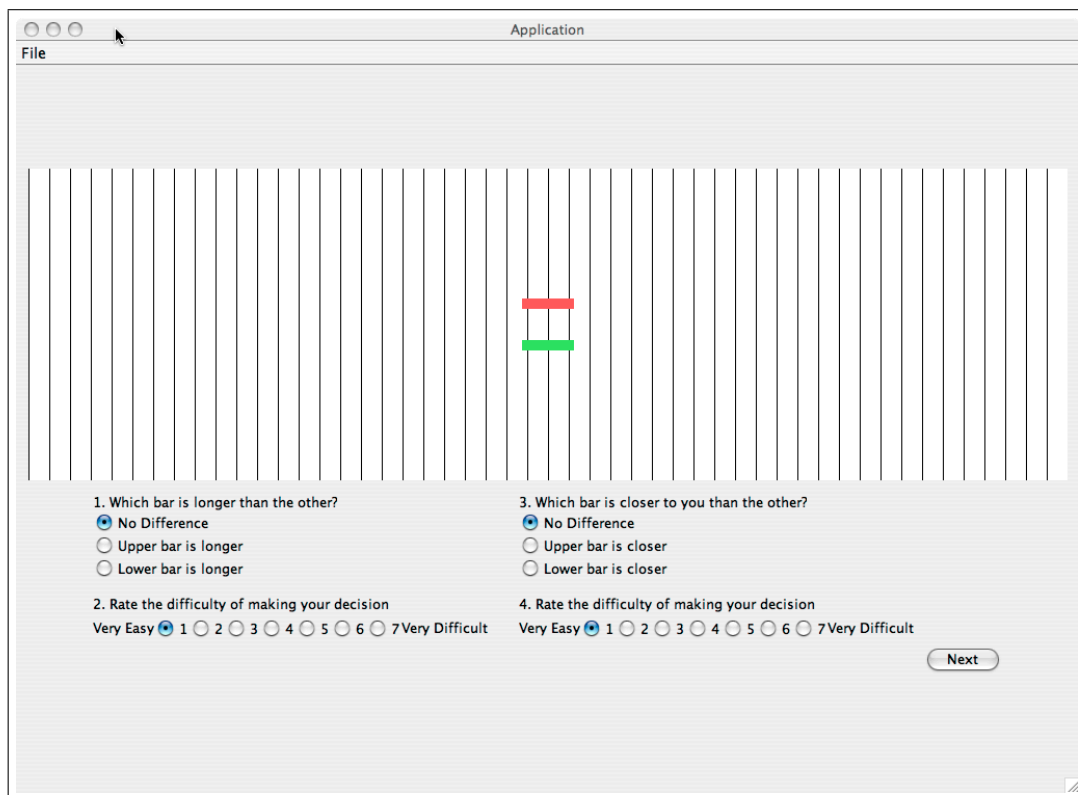 Application
File
1. Which bar is longer than the other?
No Difference
Upper bar is longer
Lower bar is longer
2. Rate the difficulty of making your decision
Very Easy 1 2 3 4 5 6 7 Very Difficult
3. Which bar is closer to you than the other?
No Difference
Upper bar is closer
Lower bar is closer
4. Rate the difficulty of making your decision
Very Easy 1 2 3 4 5 6 7 Very Difficult
Next